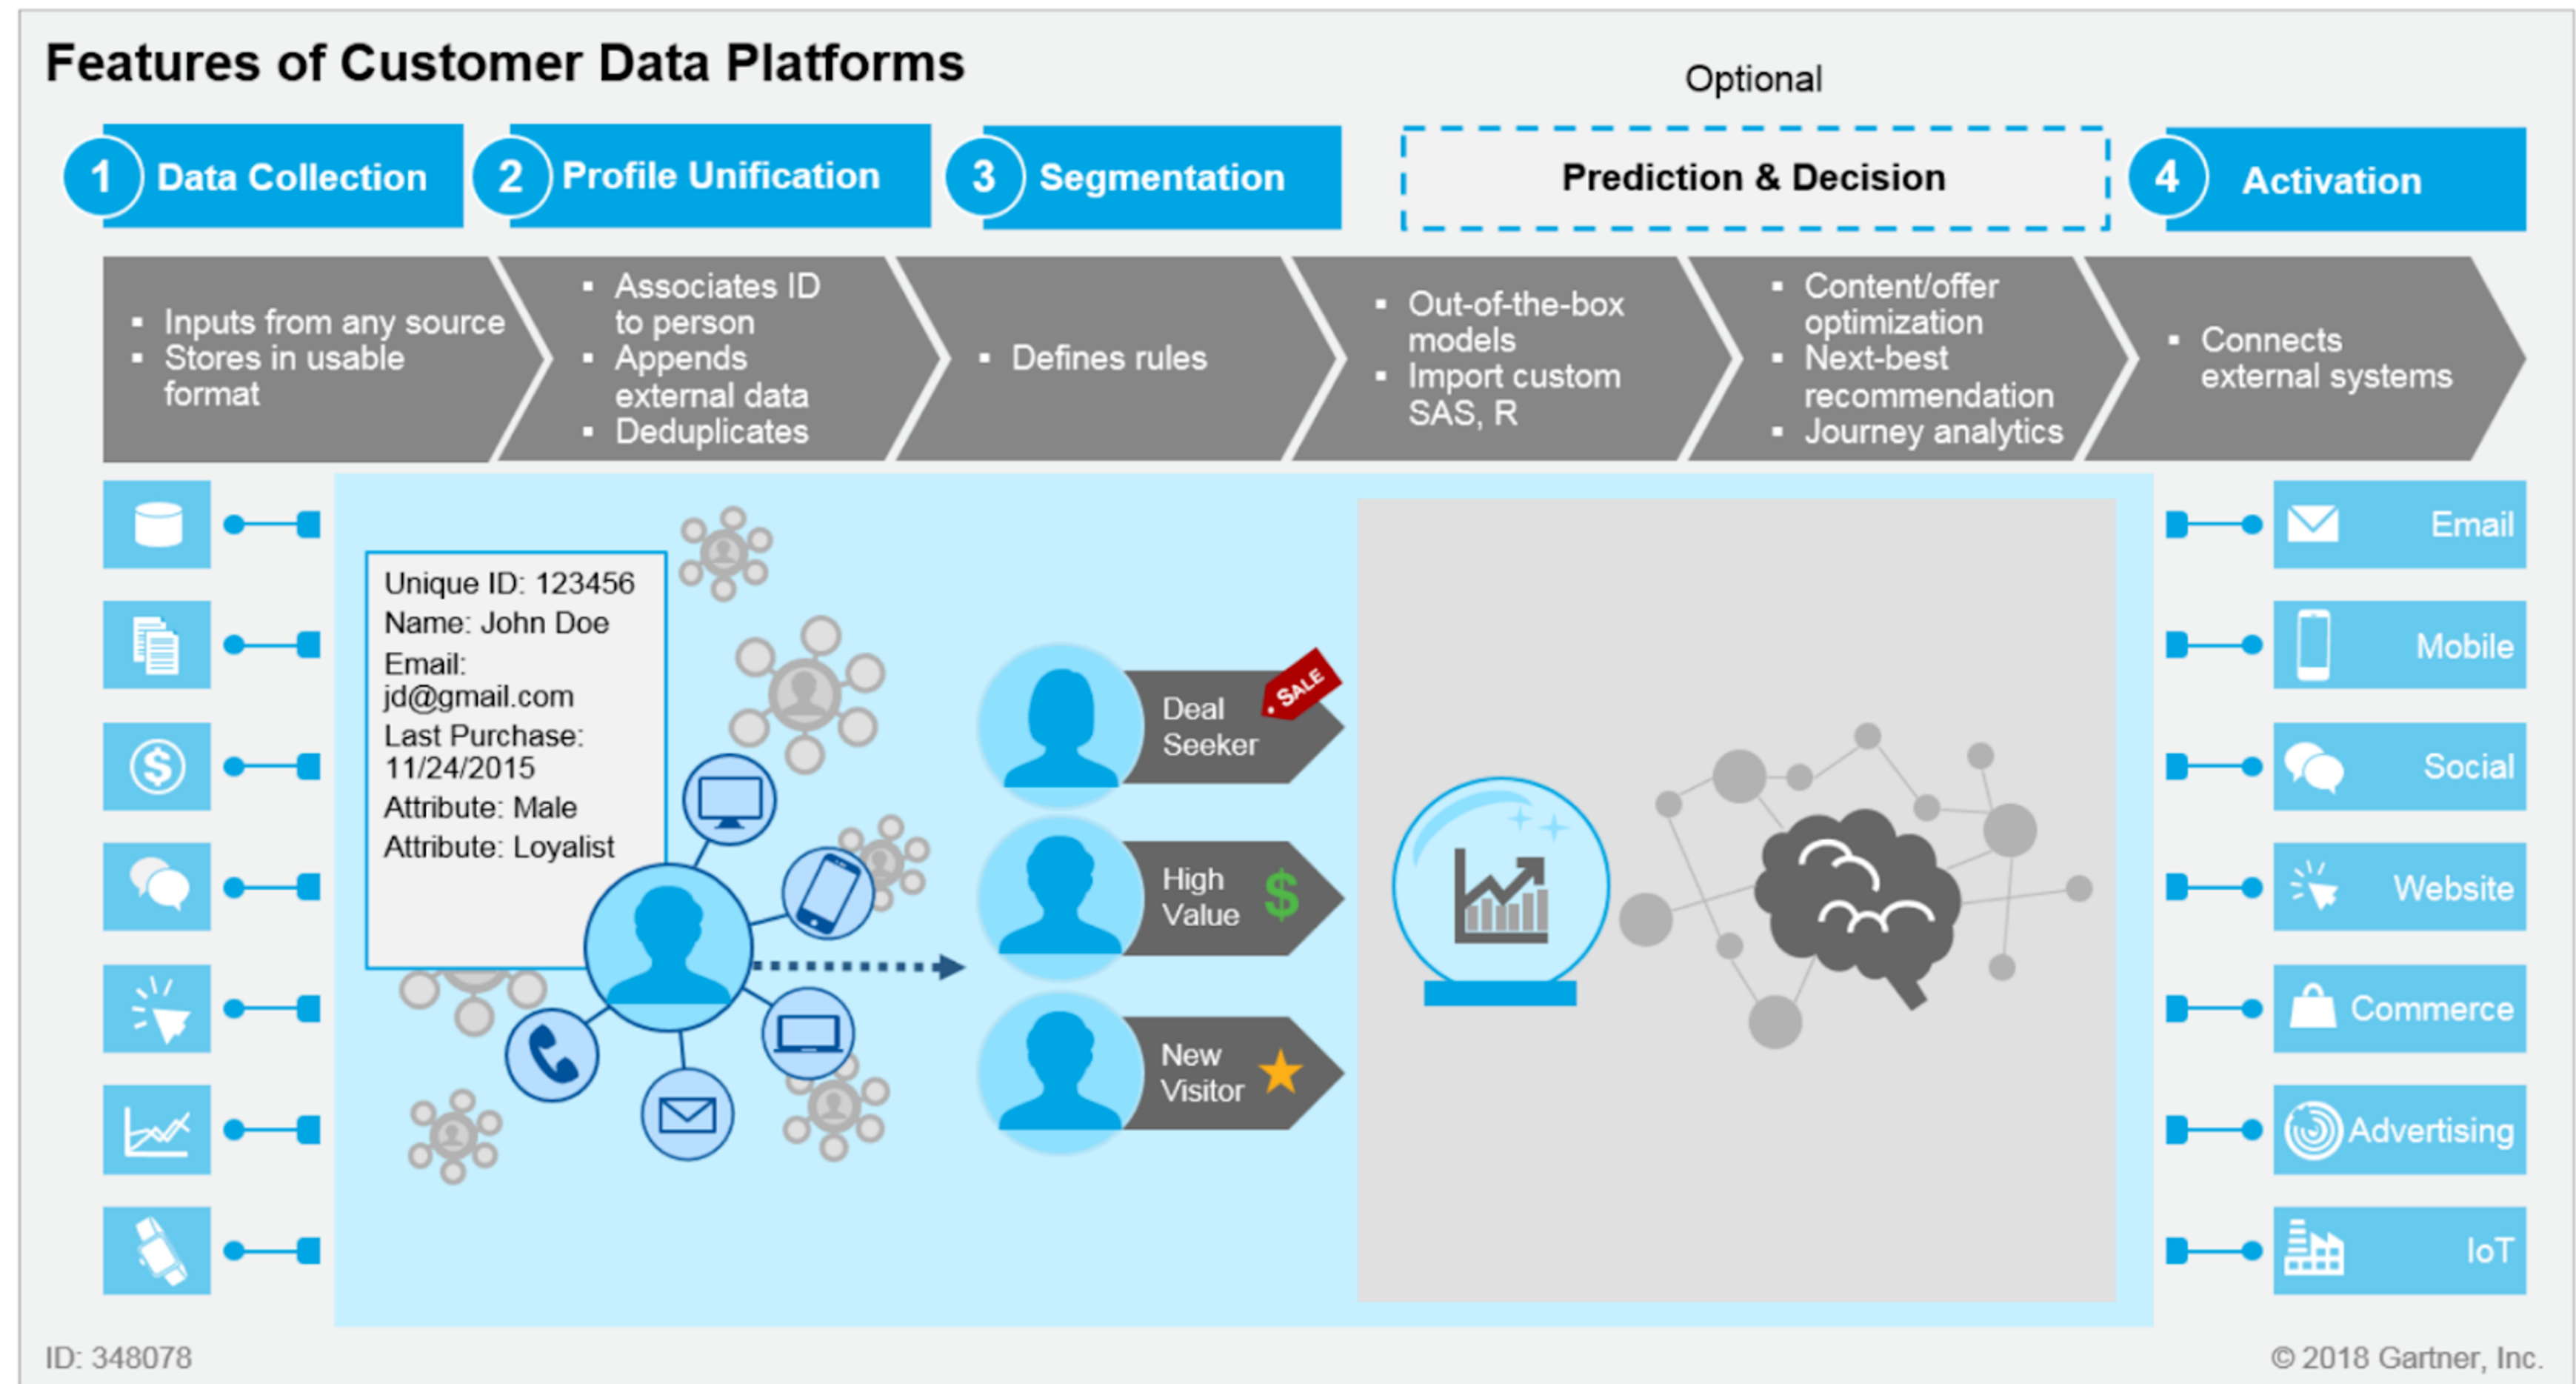 Features of Customer Data Platforms
Optional
1 Data Collection
2 Profile Unification
3 Segmentation
Prediction & Decision
4 Activation
▪ Inputs from any source
▪ Stores in usable
format
▪ Associates ID
to person
▪ Appends
external data
▪ Deduplicates
▪ Defines rules
▪ Out-of-the-box
models
▪ Import custom
SAS, R
▪ Content/offer
optimization
▪ Next-best
recommendation
▪ Journey analytics
▪ Connects
external systems
Unique ID: 123456
Name: John Doe
Email:
jd@gmail.com
Last Purchase:
11/24/2015
Attribute: Male
Attribute: Loyalist
Deal
Seeker
SALE
High
Value
$
New
Visitor
$
Email
Mobile
Social
Website
Commerce
Advertising
IoT
ID: 348078
© 2018 Gartner, Inc.